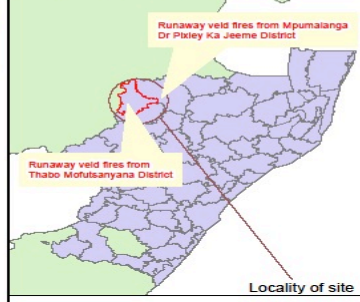 Runaway veld fires from Mpumalanga
Dr Pixley Ka Jeeme District
Runaway veld fires from
Thabo Mofutsanyana District
Locality of site